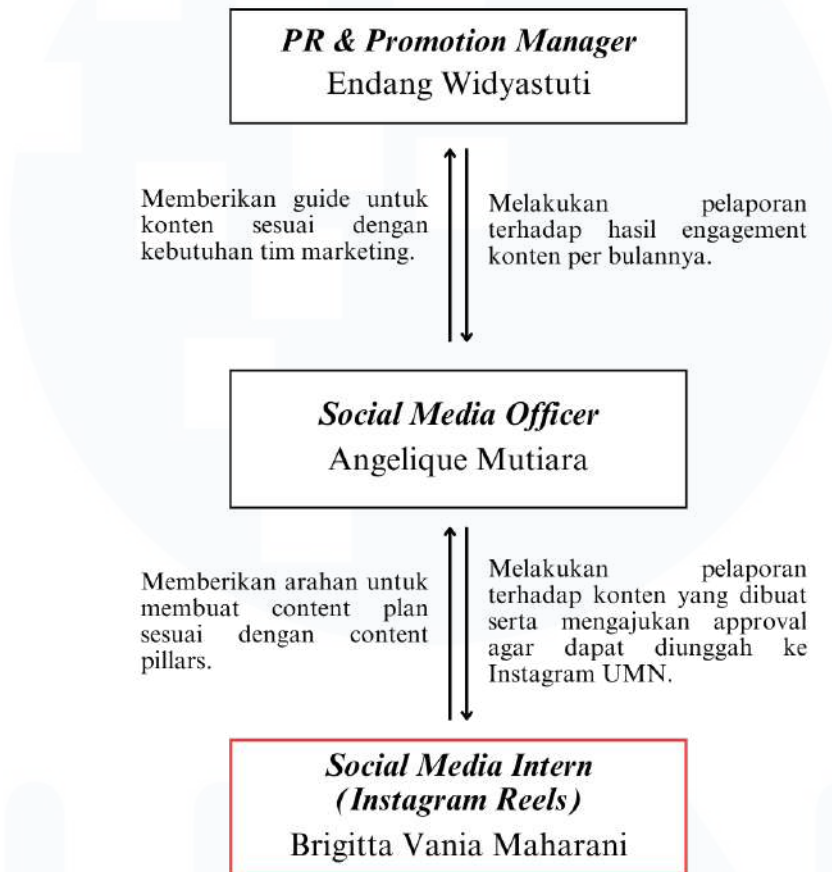 PR & Promotion Manager
Endang Widyastuti
Memberikan guide untuk
konten sesuai dengan
kebutuhan tim marketing.
Melakukan pelaporan
terhadap hasil engagement
konten per bulannya.
Social Media Officer
Angelique Mutiara
Memberikan arahan untuk
membuat content plan
sesuai dengan content
pillars.
Melakukan pelaporan
terhadap konten yang dibuat
serta mengajukan approval
agar dapat diunggah ke
Instagram UMN.
Social Media Intern
(Instagram Reels)
Brigitta Vania Maharani